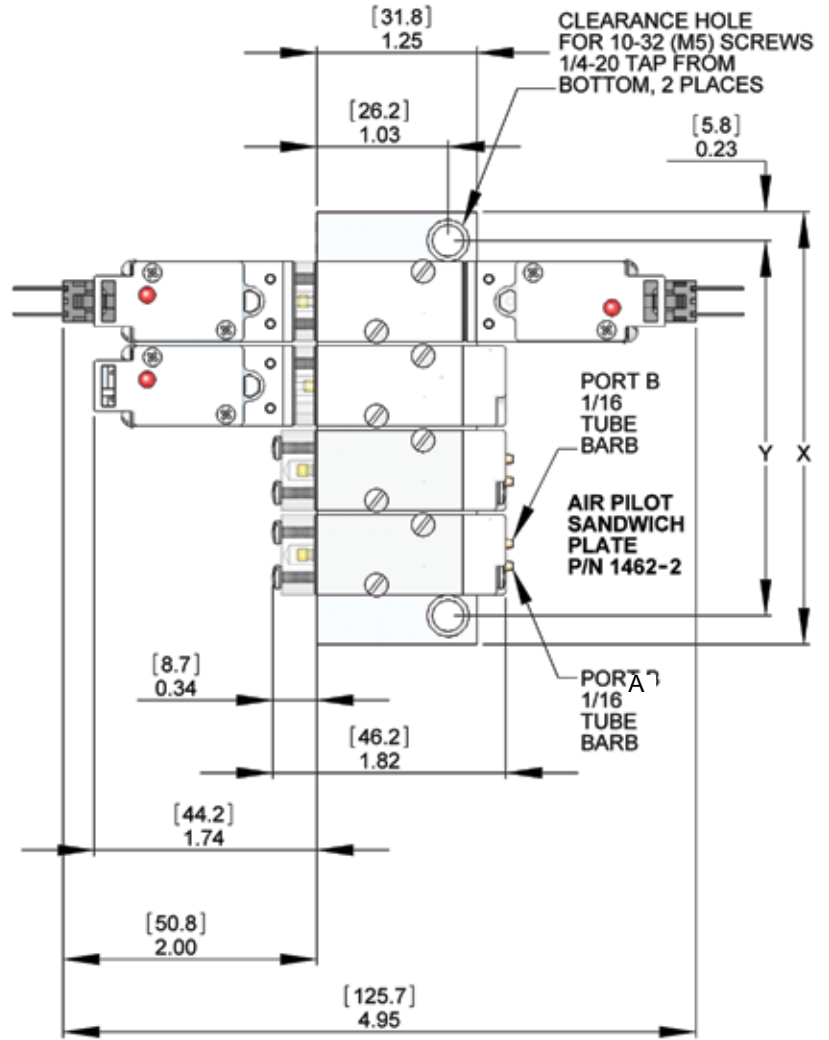 [31.8]
1.25
CLEARANCE HOLE
FOR 10-32 (M5) SCREWS
1/4-20 TAP FROM
BOTTOM, 2 PLACES
[26.2]
1.03
[5.8]
0.23
PORT B
1/16
TUBE
BARB
Y
X
AIR PILOT
SANDWICH
PLATE
P/N 1462-2
[8.7]
0.34
PORT A
1/16
TUBE
BARB
[46.2]
1.82
[44.2]
1.74
[50.8]
2.00
[125.7]
4.95